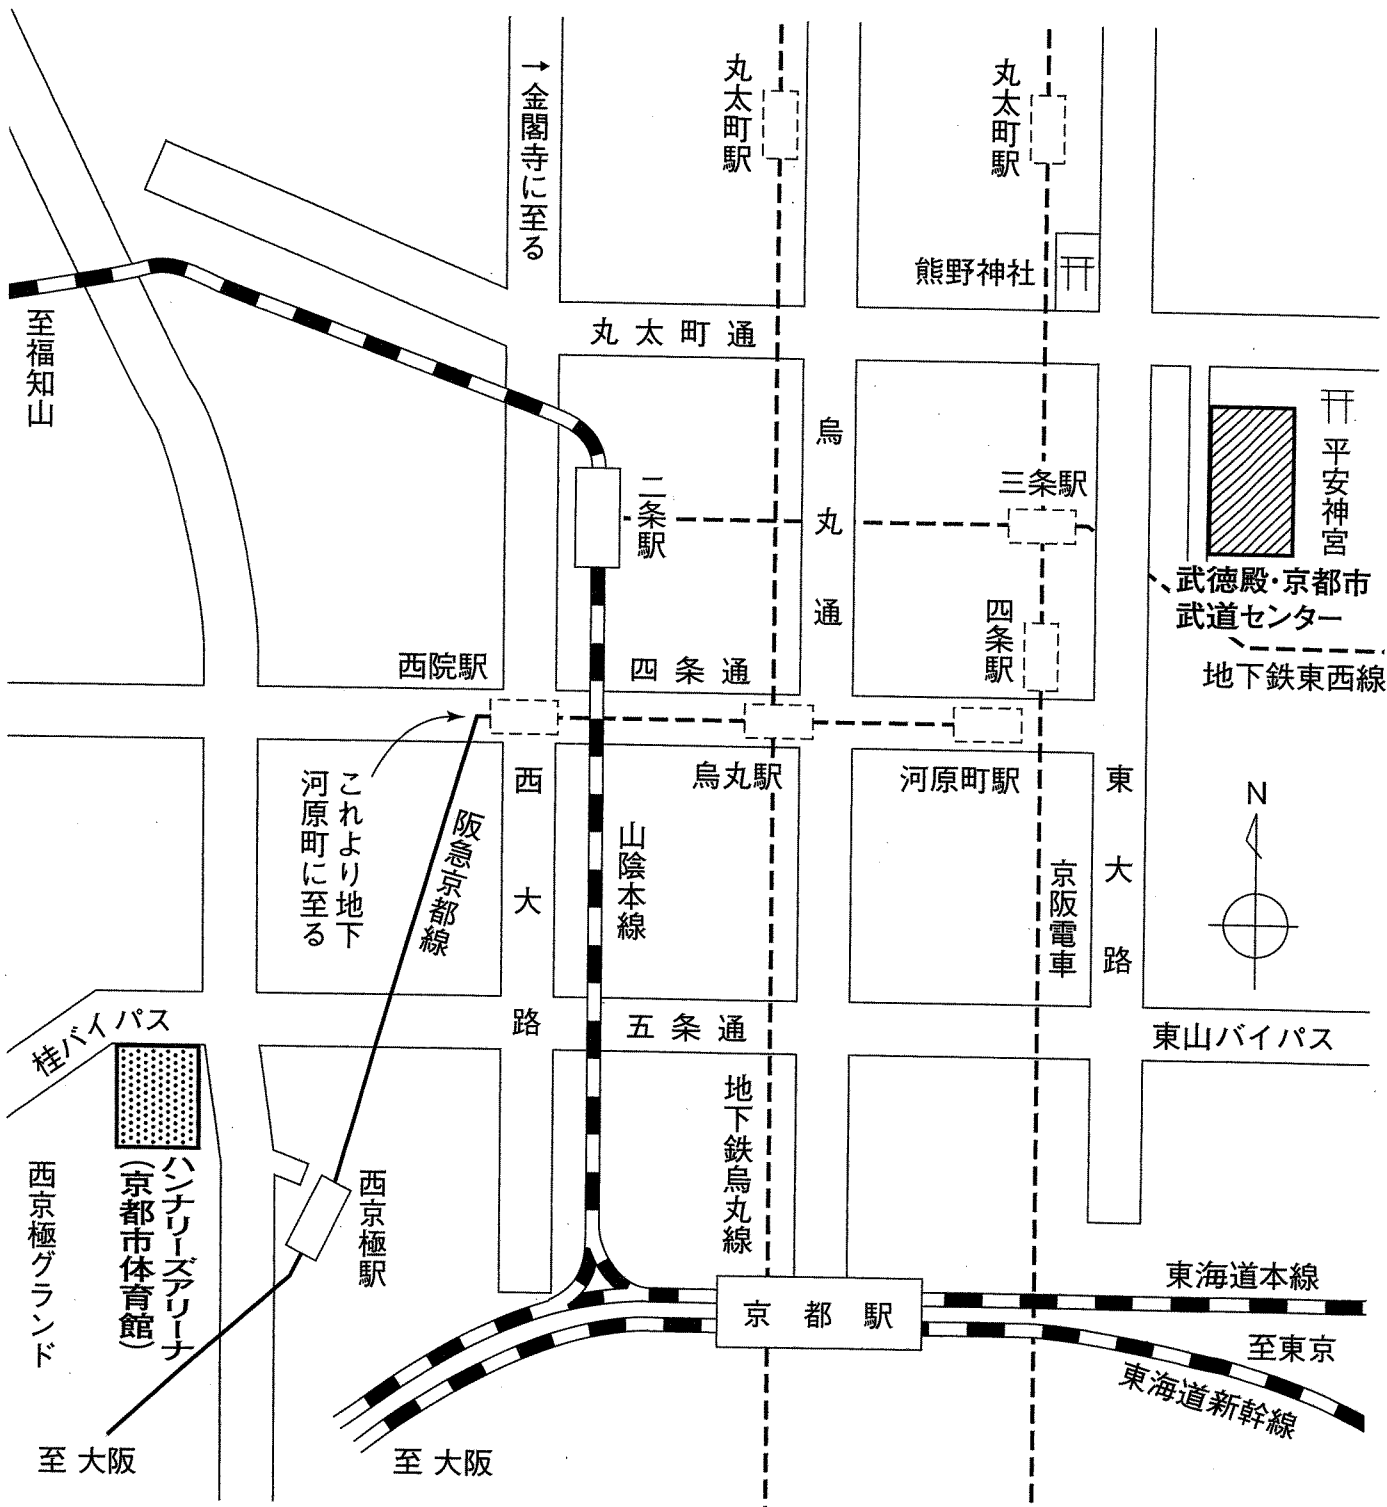 →金閣寺に至る
丸太町駅
丸太町駅
熊野神社
至福知山
丸太町通
烏丸通
二条駅
三条駅
平安神宮
武徳殿・京都市
武道センター
四条駅
地下鉄東西線
西院駅
四条通
烏丸駅
河原町駅
これより地下
河原町に至る
阪急京都線
西大路
山陰本線
京阪電車
東大路
N
桂バイパス
五条通
東山バイパス
地下鉄烏丸線
ハンナリーズアリーナ
(京都市体育館)
西京極グランド
西京極駅
京都駅
東海道本線
至東京
東海道新幹線
至 大阪
至 大阪